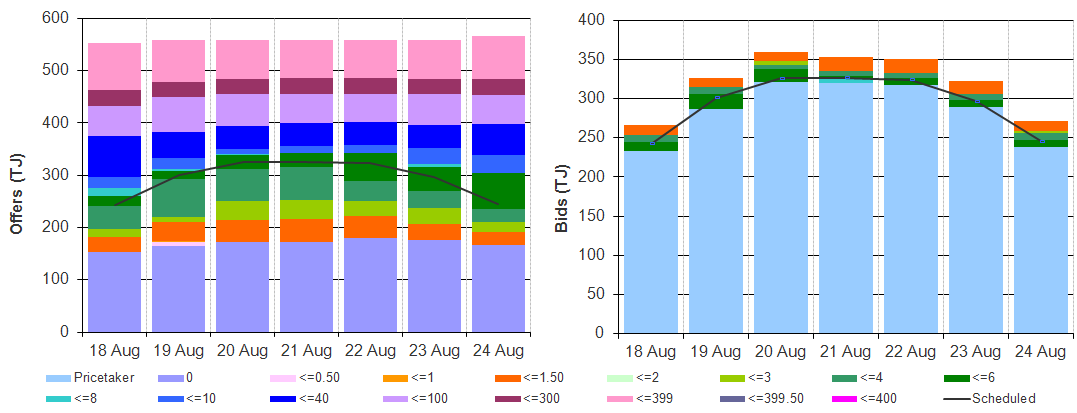 600
500
400
300
200
100
0
Offers (TJ)
18 Aug 19 Aug 20 Aug 21 Aug 22 Aug 23 Aug 24 Aug
400
350
300
250
200
150
100
50
0
Bids (TJ)
18 Aug 19 Aug 20 Aug 21 Aug 22 Aug 23 Aug 24 Aug
Pricetaker 0 <=0.50 <=1 <=1.50 <=2 <=3 <=4 <=6
<=8 <=10 <=40 <=100 <=300 <=399 <=399.50 <=400 Scheduled